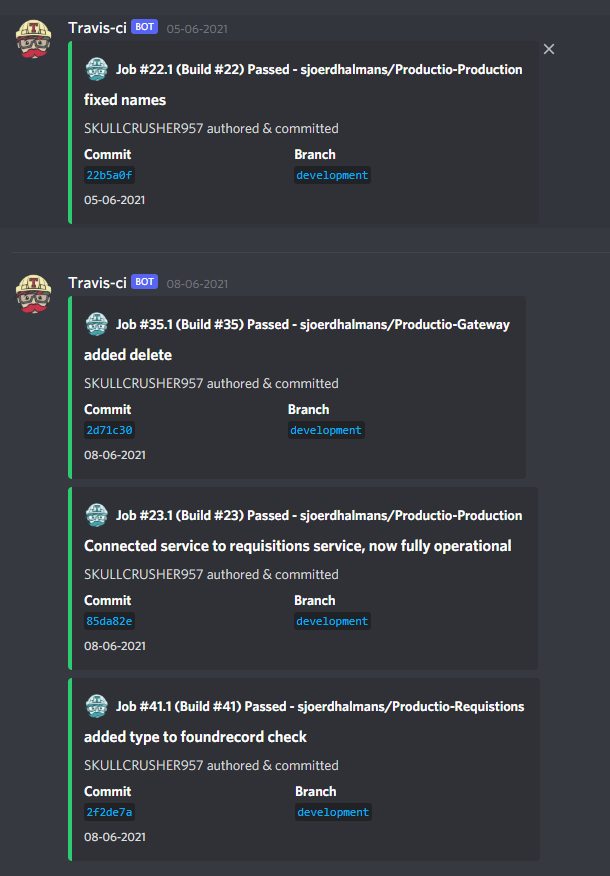 Travis-ci BOT 05-06-2021
Job #22.1 (Build #22) Passed - sjoerdhalmans/Productio-Production
fixed names
SKULLCRUSHER957 authored & committed
Commit Branch
22b5a0f development
05-06-2021
Travis-ci BOT 08-06-2021
Job #35.1 (Build #35) Passed - sjoerdhalmans/Productio-Gateway
added delete
SKULLCRUSHER957 authored & committed
Commit Branch
2d71c30 development
08-06-2021
Job #23.1 (Build #23) Passed - sjoerdhalmans/Productio-Production
Connected service to requisitions service, now fully operational
SKULLCRUSHER957 authored & committed
Commit Branch
85da82e development
08-06-2021
Job #41.1 (Build #41) Passed - sjoerdhalmans/Productio-Requistions
added type to foundrecord check
SKULLCRUSHER957 authored & committed
Commit Branch
2f2de7a development
08-06-2021